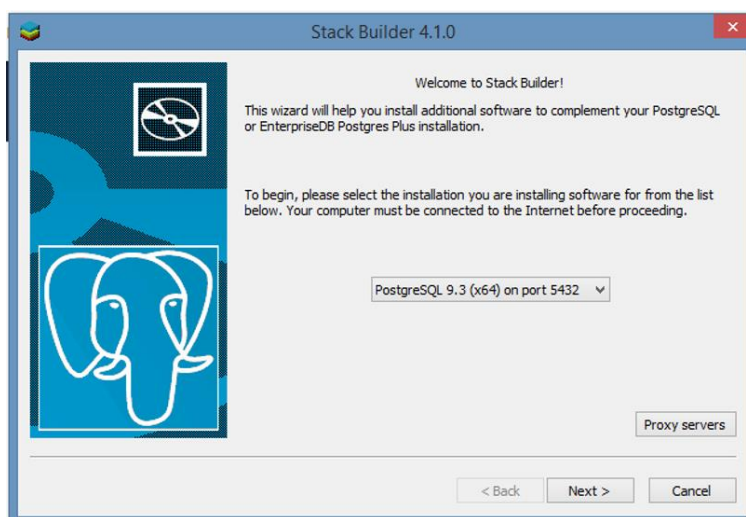 Stack Builder 4.1.0
Welcome to Stack Builder!
This wizard will help you install additional software to complement your PostgreSQL
or EnterpriseDB Postgres Plus installation.
To begin, please select the installation you are installing software for from the list
below. Your computer must be connected to the Internet before proceeding.
PostgreSQL 9.3 (x64) on port 5432
Proxy servers
< Back Next > Cancel